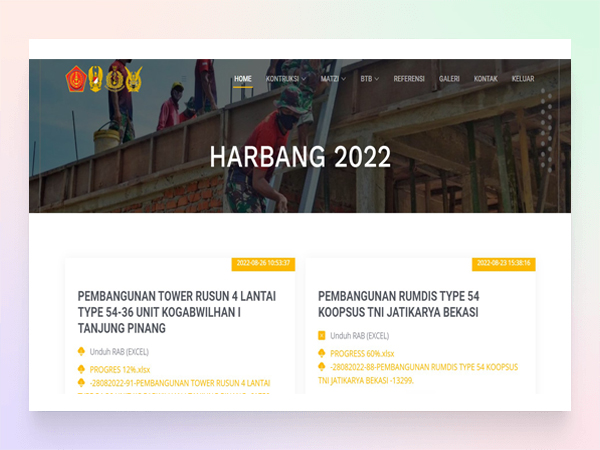 HOME KONTRUKSI MATZI BTB REFERENSI GALERI KONTAK KELUAR
HARBANG 2022
2022-08-26 10:53:37
PEMBANGUNAN TOWER RUSUN 4 LANTAI
TYPE 54-36 UNIT KOGABWILHAN I
TANJUNG PINANG
Unduh RAB (EXCEL)
PROGRES 12%.xlsx
-28082022-91-PEMBANGUNAN TOWER RUSUN 4 LANTAI
2022-08-23 15:38:16
PEMBANGUNAN RUMDIS TYPE 54
KOOPSUS TNI JATIKARYA BEKASI
Unduh RAB (EXCEL)
PROGRESS 60%.xlsx
-28082022-88-PEMBANGUNAN RUMDIS TYPE 54 KOOPSUS
TNI JATIKARYA BEKASI -13299.